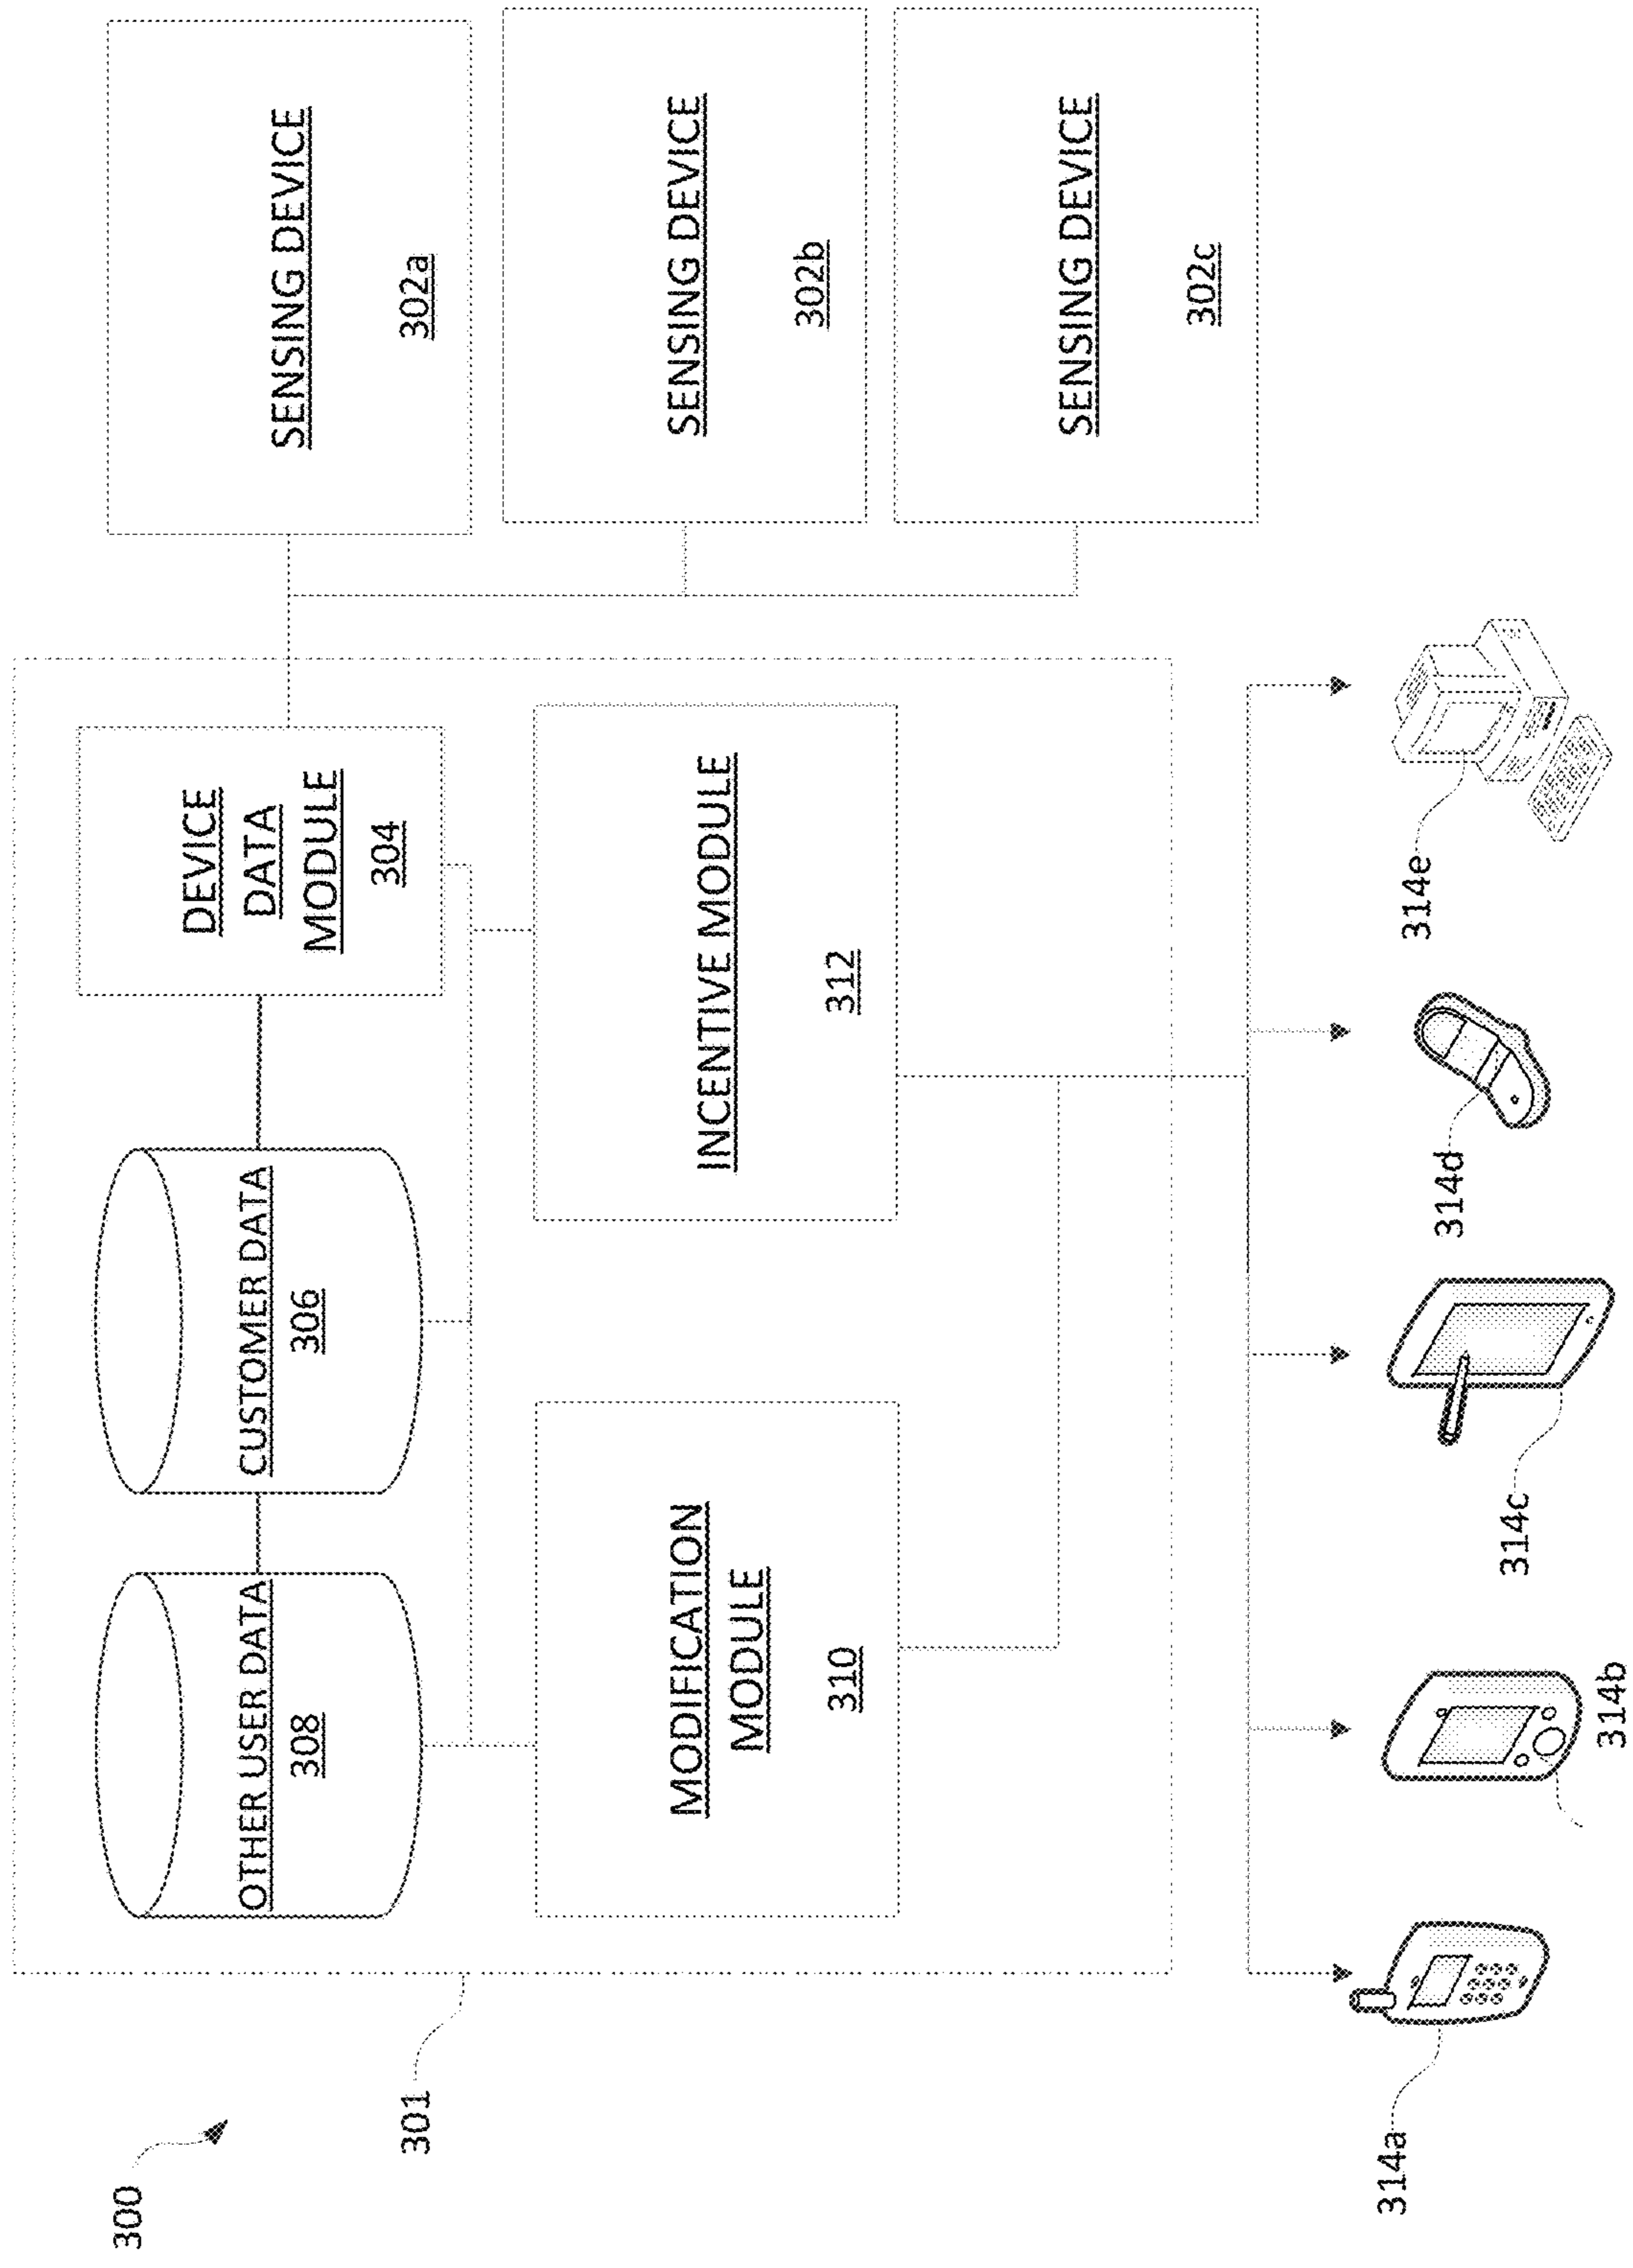 300
301
OTHER USER DATA
308
CUSTOMER DATA
306
DEVICE
DATA
MODULE
304
SENSING DEVICE
302a
MODIFICATION
MODULE
310
INCENTIVE MODULE
312
SENSING DEVICE
302b
SENSING DEVICE
302c
314a
314b
314c
314d
314e